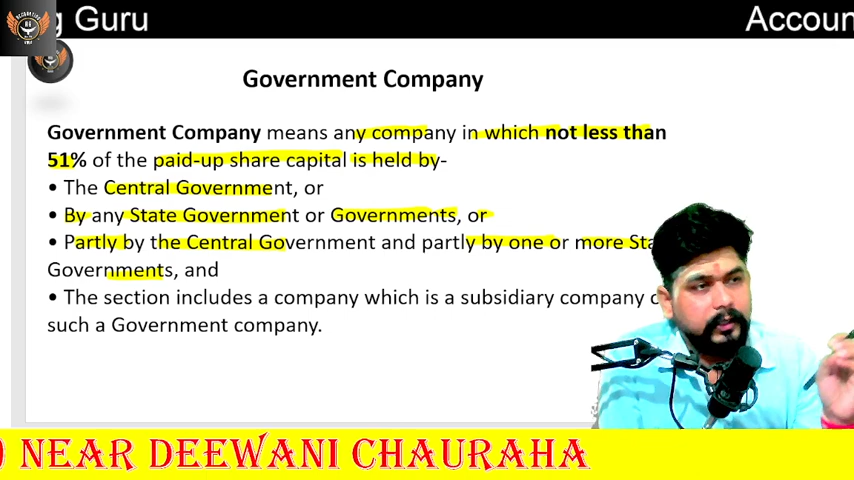 g Guru
Accoun
Government Company
Government Company means any company in which not less than
51% of the paid-up share capital is held by-
• The Central Government, or
• By any State Government or Governments, or
• Partly by the Central Government and partly by one or more Sta
Governments, and
• The section includes a company which is a subsidiary company
such a Government company.
NEAR DEEWANI CHAURAHA